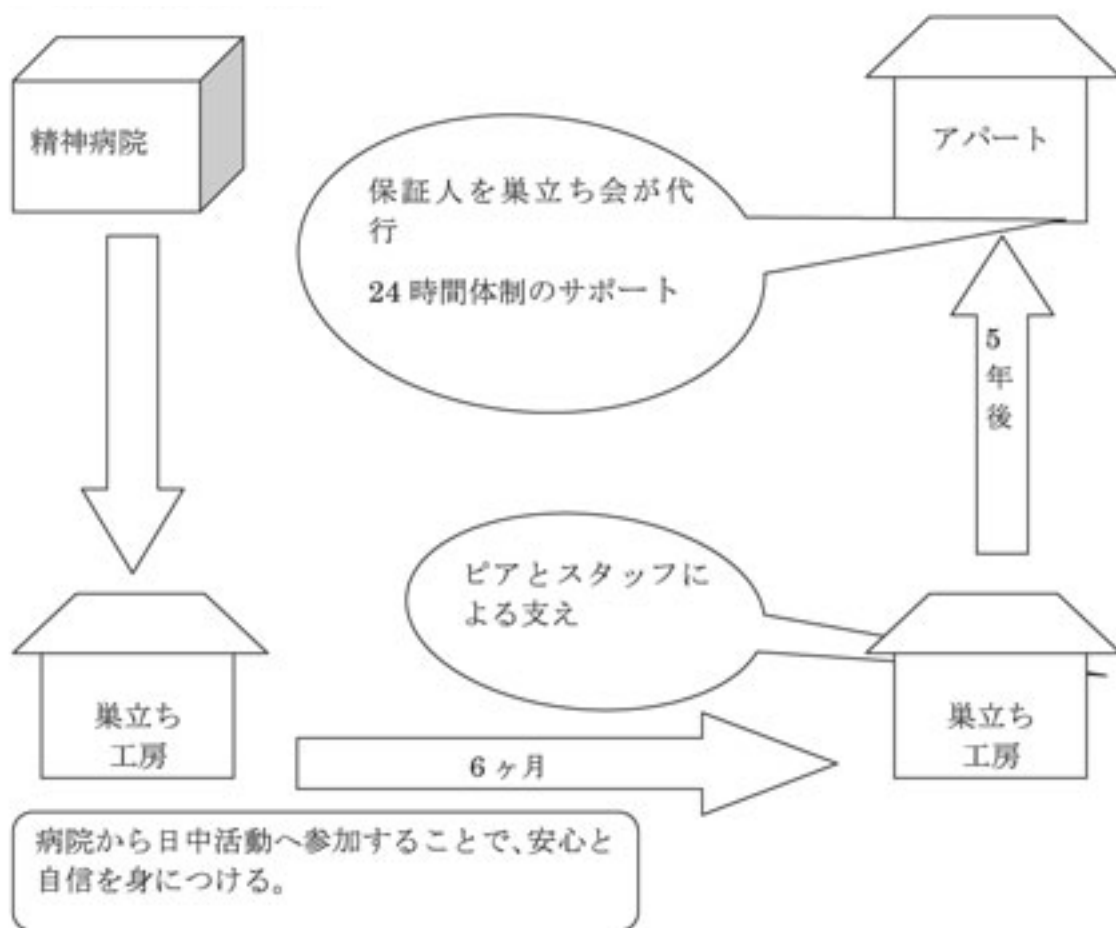 精神病院
アパート
保証人を巣立ち会が代
行
24時間体制のサポート
5
年
後
ピアとスタッフに
よる支え
巣立ち
工房
6ヶ月
巣立ち
工房
病院から日中活動へ参加することで、安心と
自信を身につける。